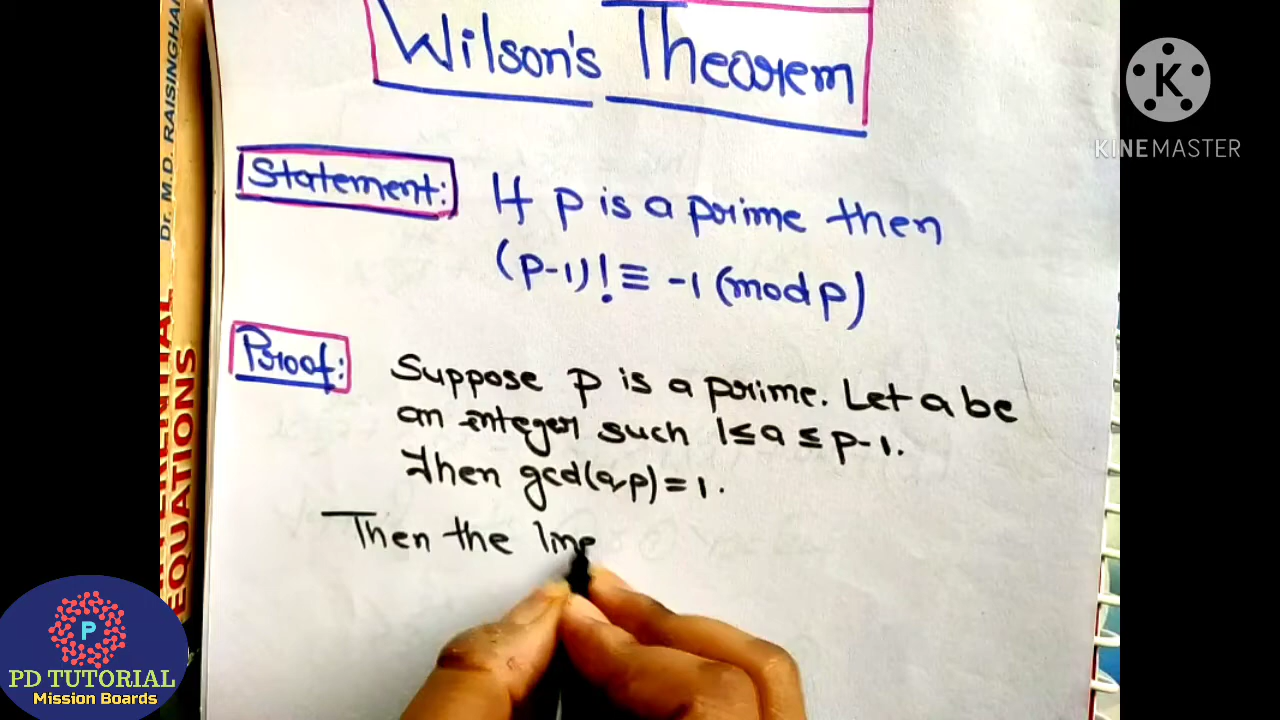 Wilson's Theorem
Statement: If p is a prime then
(p-1)! ≡ -1 (mod p)
Proof: Suppose p is a prime. Let a be
an integer such 1≤a≤p-1.
Then gcd(a,p)=1.
Then the line
Dr. M.D. RAISINGHAN
EQUATIONS
K
KINEMASTER
P
PD TUTORIAL
Mission Boards